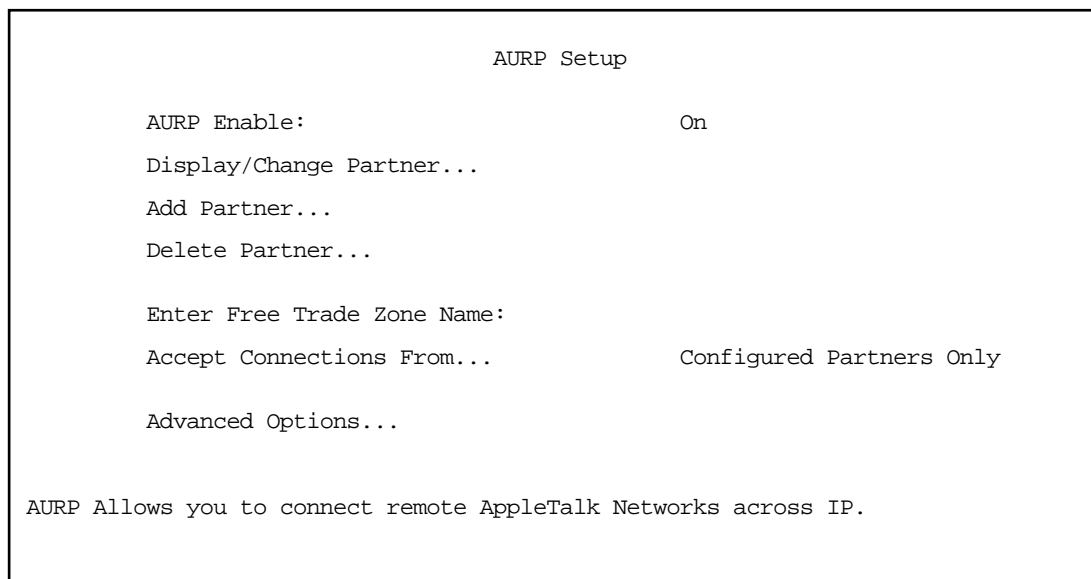 AURP Setup
AURP Enable: On
Display/Change Partner...
Add Partner...
Delete Partner...
Enter Free Trade Zone Name:
Accept Connections From... Configured Partners Only
Advanced Options...
AURP Allows you to connect remote AppleTalk Networks across IP.